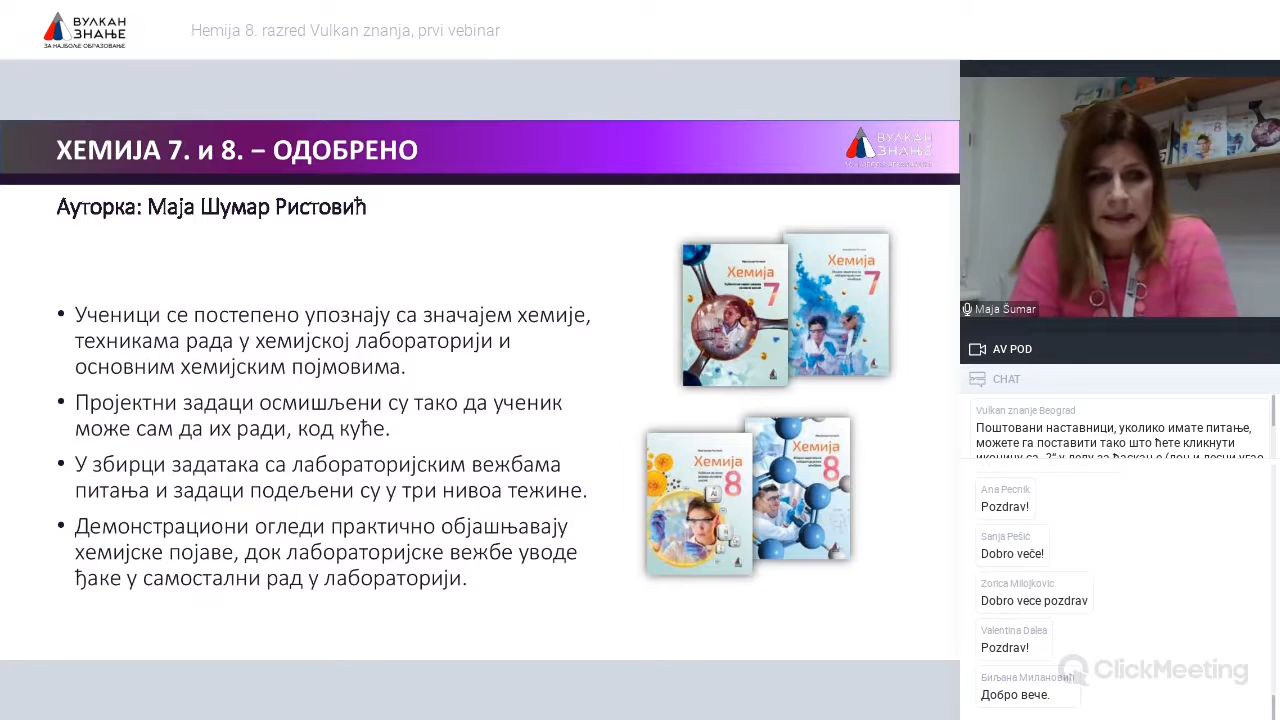 ВУЛКАН
ЗНАЊЕ
ЗА НАЈБОЉЕ ОБРАЗОВАЊЕ
Hemija 8. razred Vulkan znanja, prvi vebinar
ХЕМИЈА 7. и 8. – ОДОБРЕНО
ВУЛКАН
ЗНАЊЕ
Ауторка: Маја Шумар Ристовић
• Ученици се постепено упознају са значајем хемије,
техникама рада у хемијској лабораторији и
основним хемијским појмовима.
• Пројектни задаци осмишљени су тако да ученик
може сам да их ради, код куће.
• У збирци задатака са лабораторијским вежбама
питања и задаци подељени су у три нивоа тежине.
• Демонстрациони огледи практично објашњавају
хемијске појаве, док лабораторијске вежбе уводе
ђаке у самостални рад у лабораторији.
Хемија
7
Хемија
7
Хемија
8
Al
Хемија
8
Maja Šumar
AV POD
CHAT
Vulkan znanje Beograd
Поштовани наставници, уколико имате питање,
можете га поставити тако што ћете кликнути
Ana Pecnik
Pozdrav!
Sanja Pešić
Dobro veče!
Zorica Milojkovic
Dobro vece pozdrav
Valentina Dalea
Pozdrav!
Биљана Милановић
Добро вече.
ClickMeeting